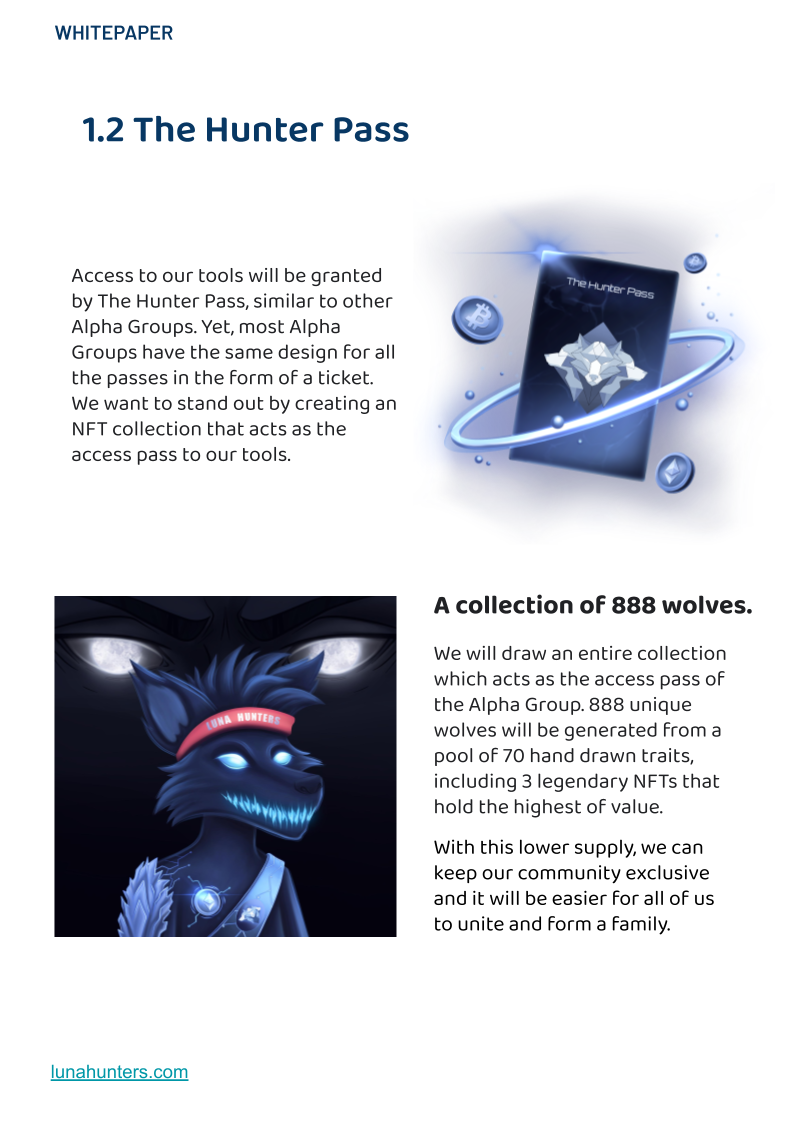 WHITEPAPER
1.2 The Hunter Pass
Access to our tools will be granted
by The Hunter Pass, similar to other
Alpha Groups. Yet, most Alpha
Groups have the same design for all
the passes in the form of a ticket.
We want to stand out by creating an
NFT collection that acts as the
access pass to our tools.
The Hunter Pass
LUNA HUNTERS
A collection of 888 wolves.
We will draw an entire collection
which acts as the access pass of
the Alpha Group. 888 unique
wolves will be generated from a
pool of 70 hand drawn traits,
including 3 legendary NFTs that
hold the highest of value.
With this lower supply, we can
keep our community exclusive
and it will be easier for all of us
to unite and form a family.
lunahunters.com